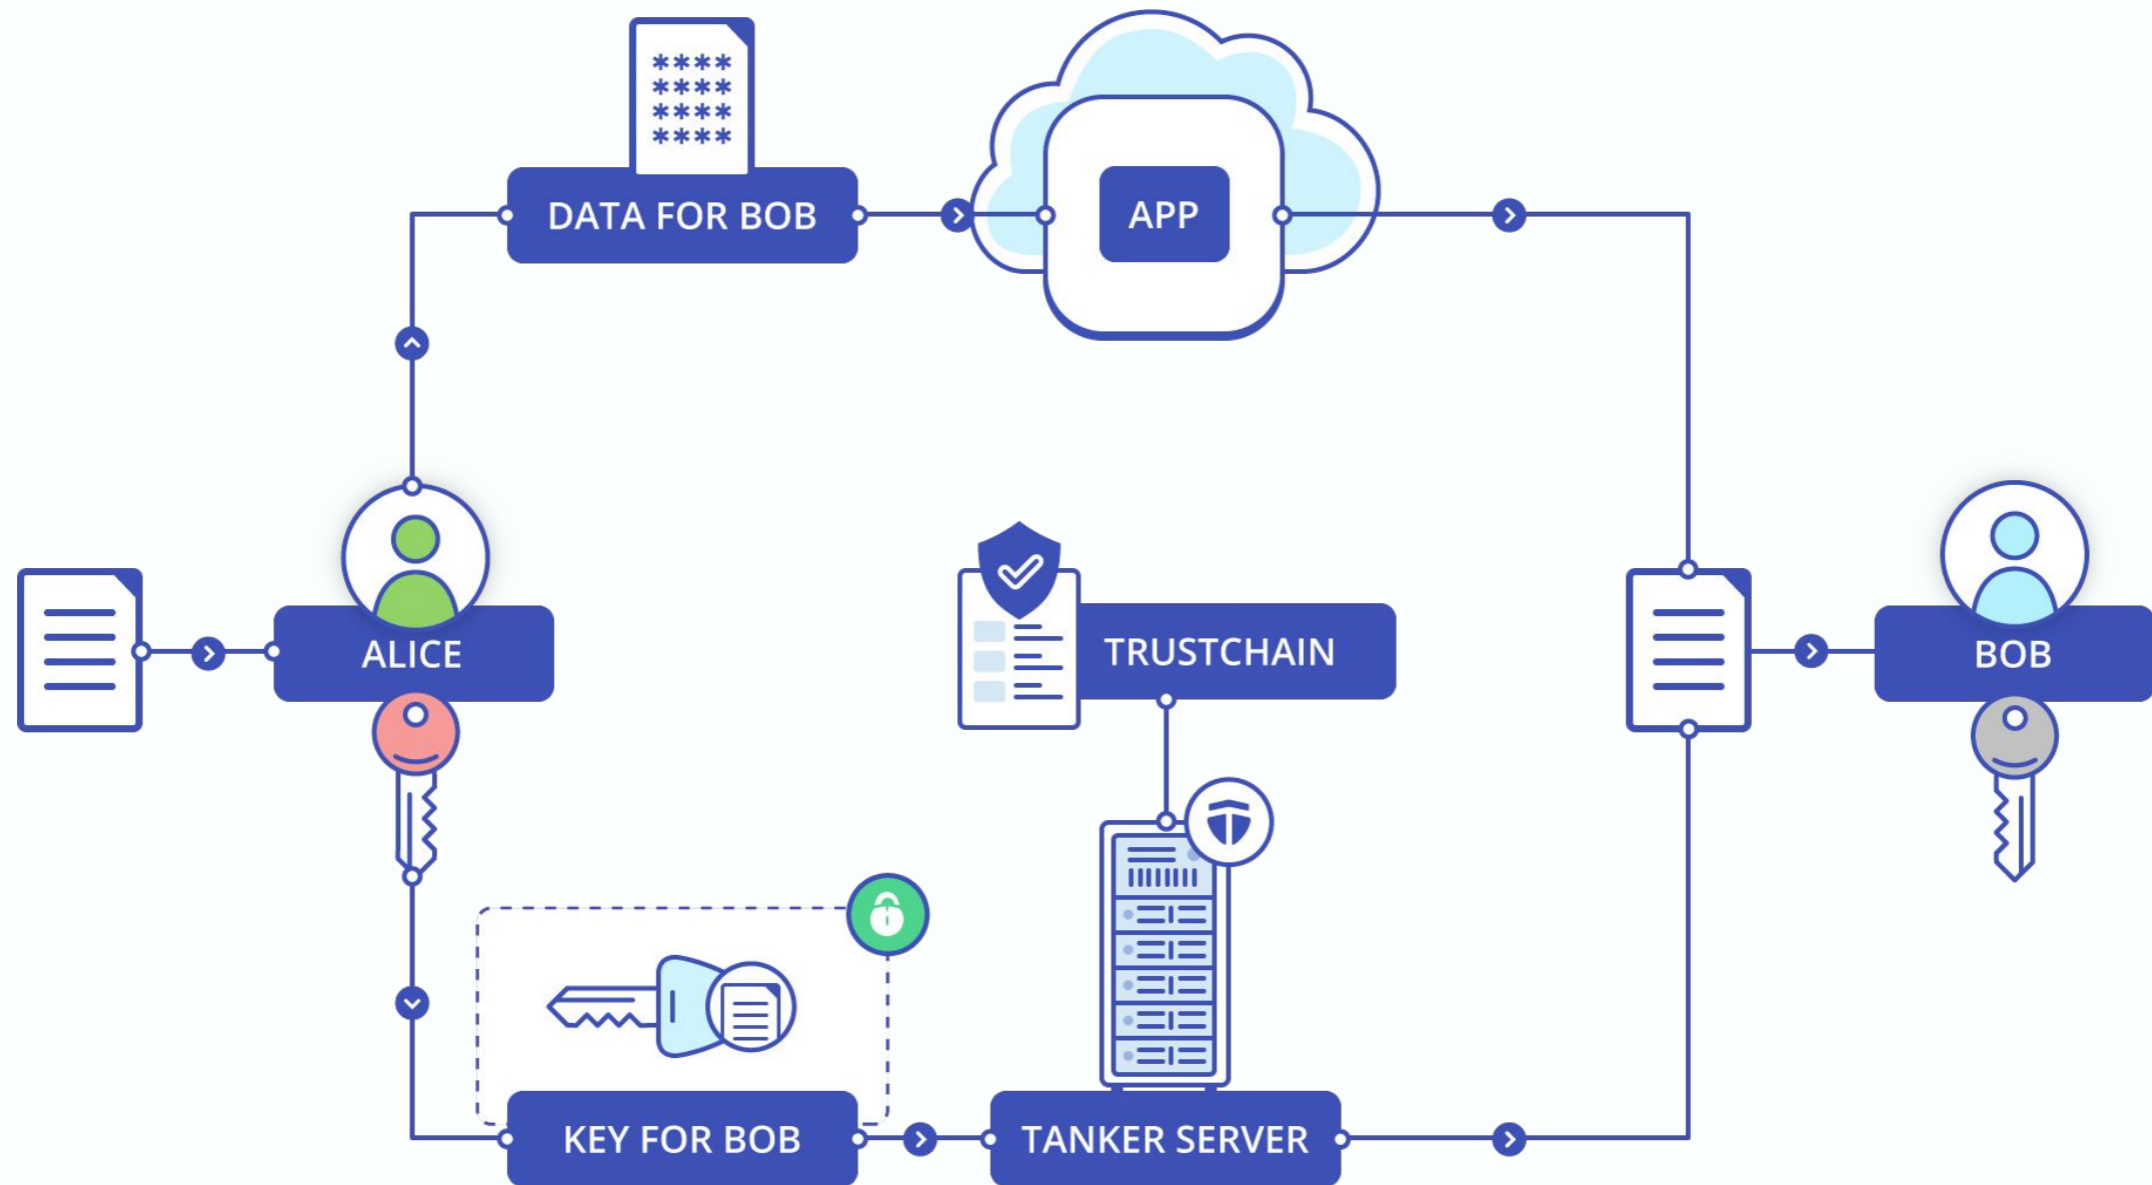 ****
****
****
****
DATA FOR BOB
APP
ALICE
TRUSTCHAIN
BOB
KEY FOR BOB
TANKER SERVER